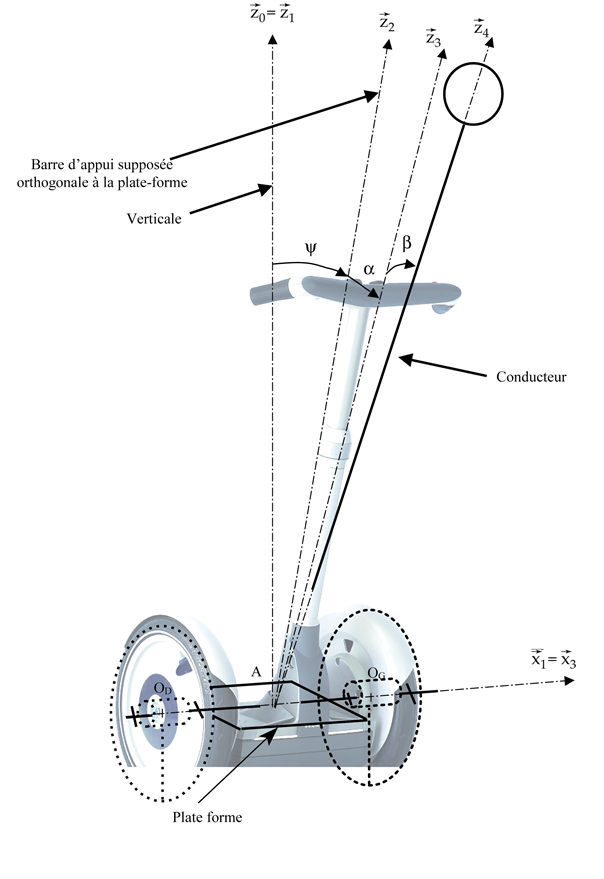 z₀ = z₁
z₂
z₃
z₄
Barre d'appui supposée
orthogonale à la plate-forme
Verticale
ψ
α
β
Conducteur
A
O_D
O_G
x₁ = x₃
Plate forme